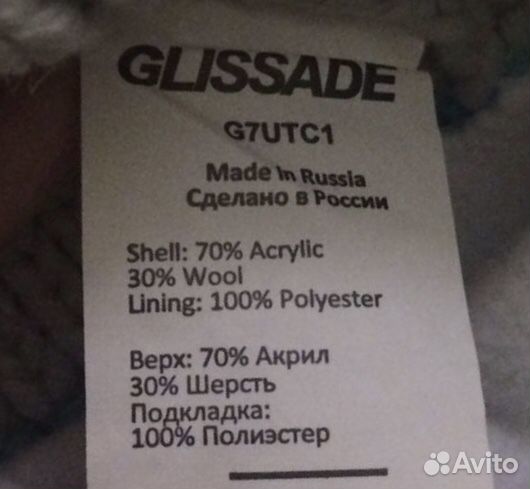 GLISSADE
G7UTC1
Made In Russia
Сделано в России
Shell: 70% Acrylic
30% Wool
Lining: 100% Polyester
Верх: 70% Акрил
30% Шерсть
Подкладка:
100% Полиэстер
Avito